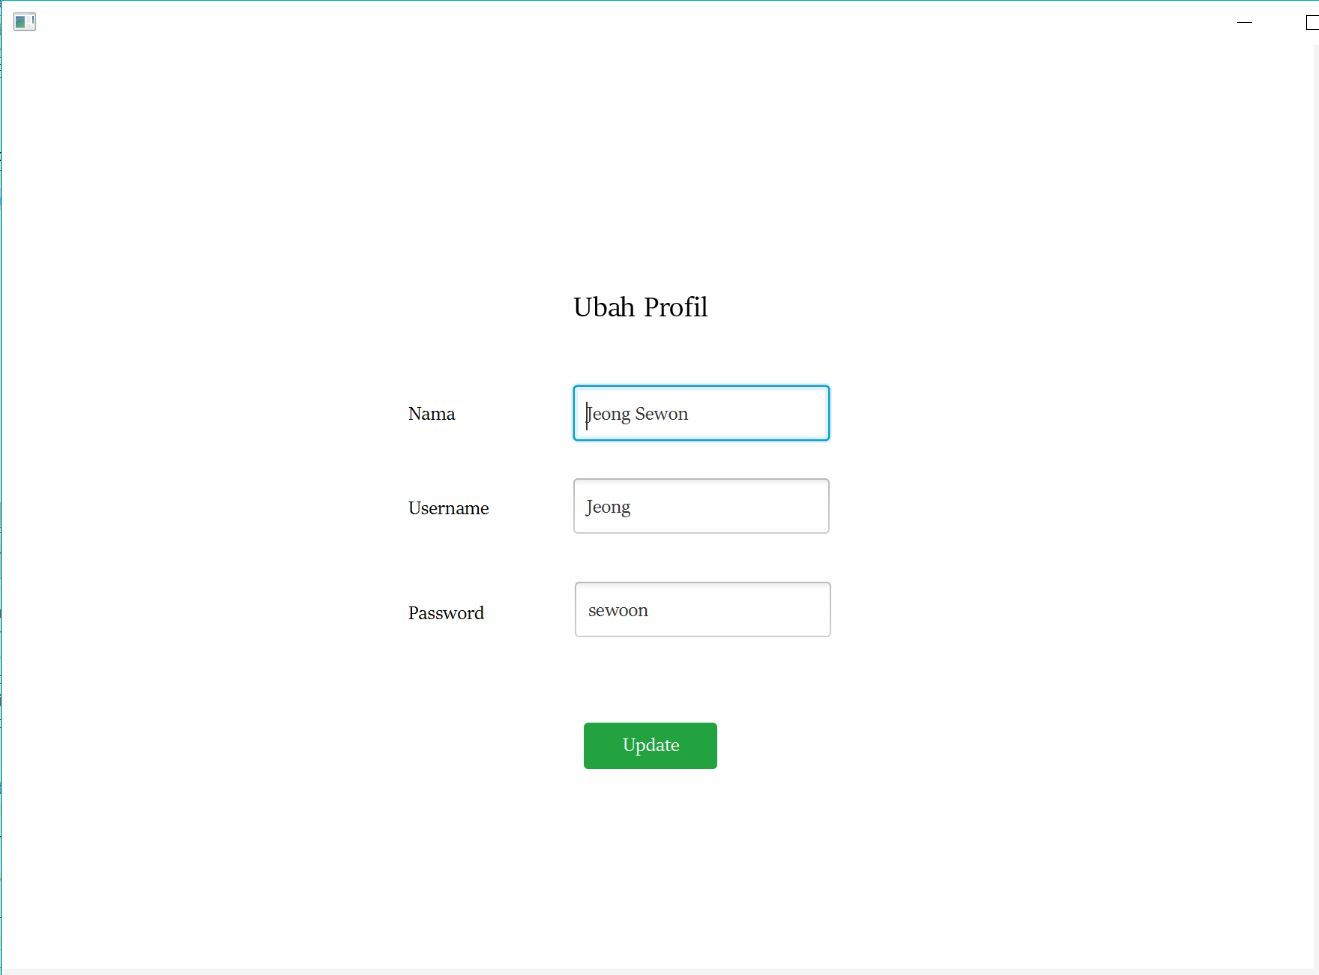 Ubah Profil
Nama
Jeong Sewon
Username
Jeong
Password
sewoon
Update